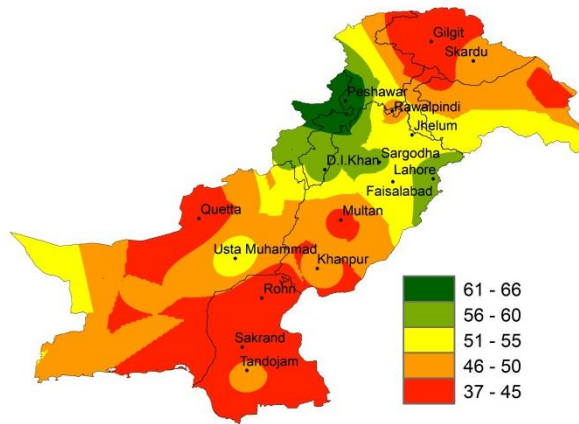 Gilgit
Skardu
Peshawar
Rawalpindi
Jhelum
D.I.Khan
Sargodha
Lahore
Faisalabad
Quetta
Multan
Usta Muhammad
Khanpur
Rohri
Sakrand
Tandojam
61 - 66
56 - 60
51 - 55
46 - 50
37 - 45